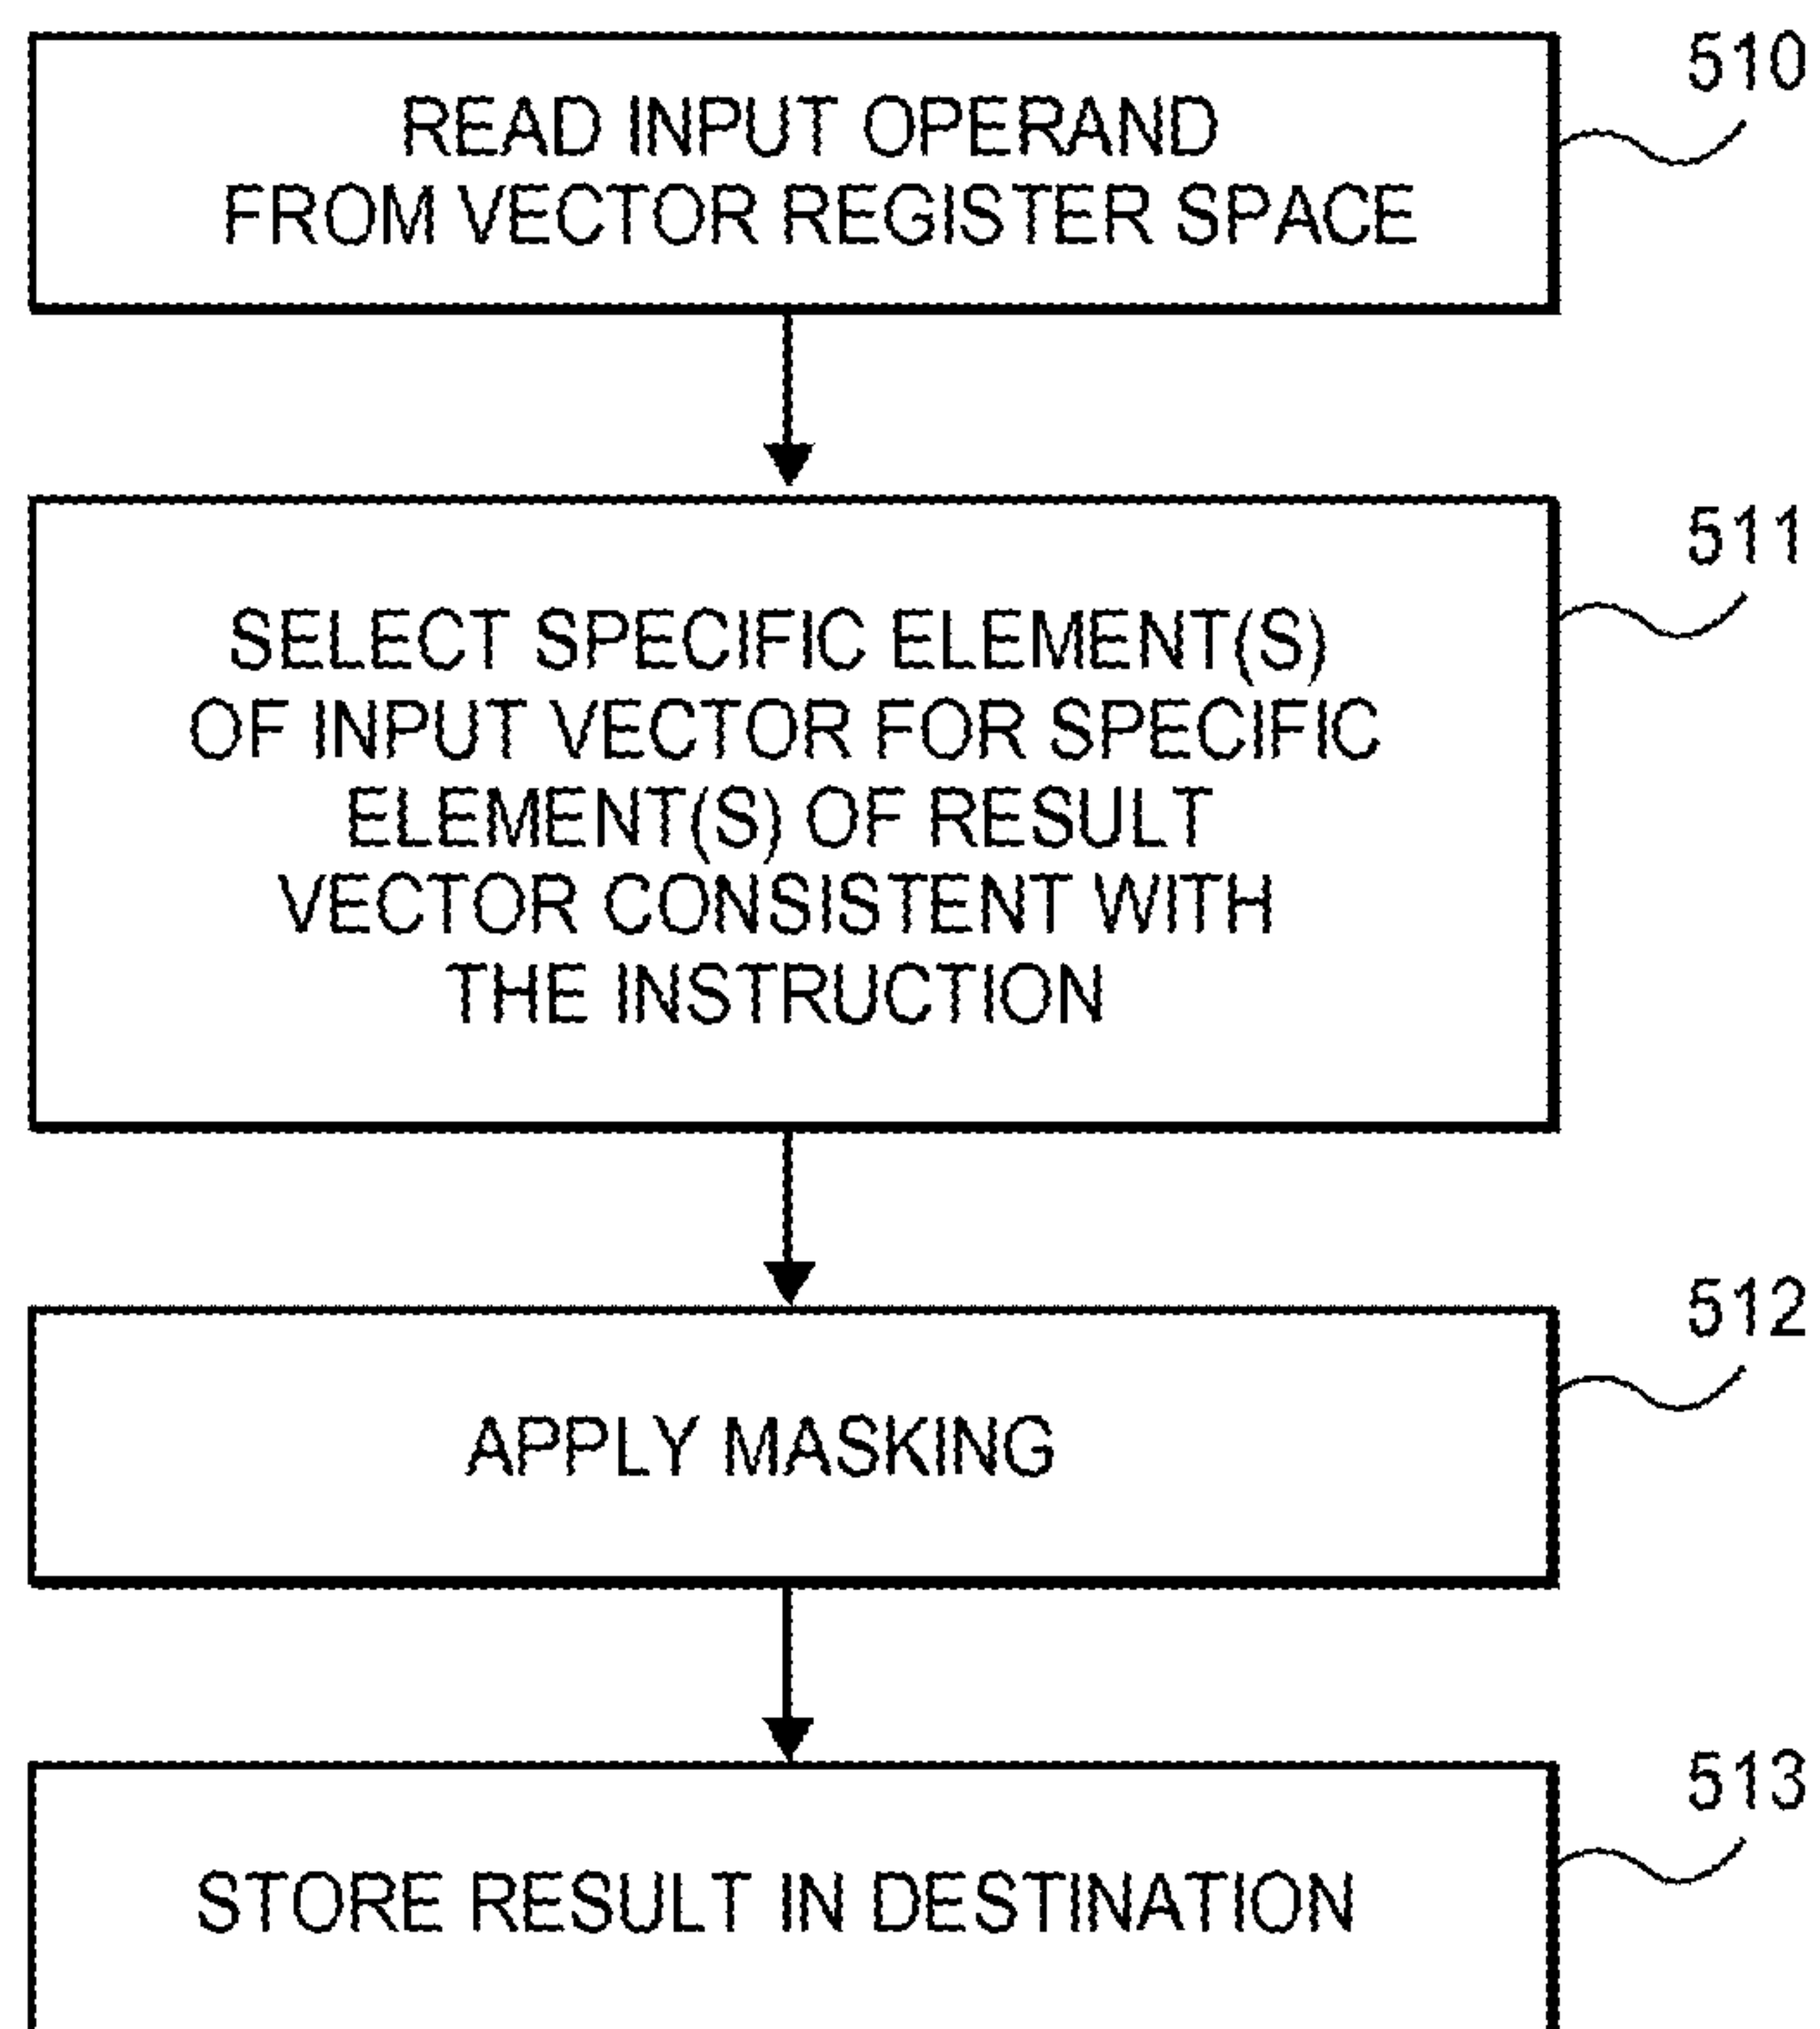 510
READ INPUT OPERAND
FROM VECTOR REGISTER SPACE
511
SELECT SPECIFIC ELEMENT(S)
OF INPUT VECTOR FOR SPECIFIC
ELEMENT(S) OF RESULT
VECTOR CONSISTENT WITH
THE INSTRUCTION
512
APPLY MASKING
513
STORE RESULT IN DESTINATION